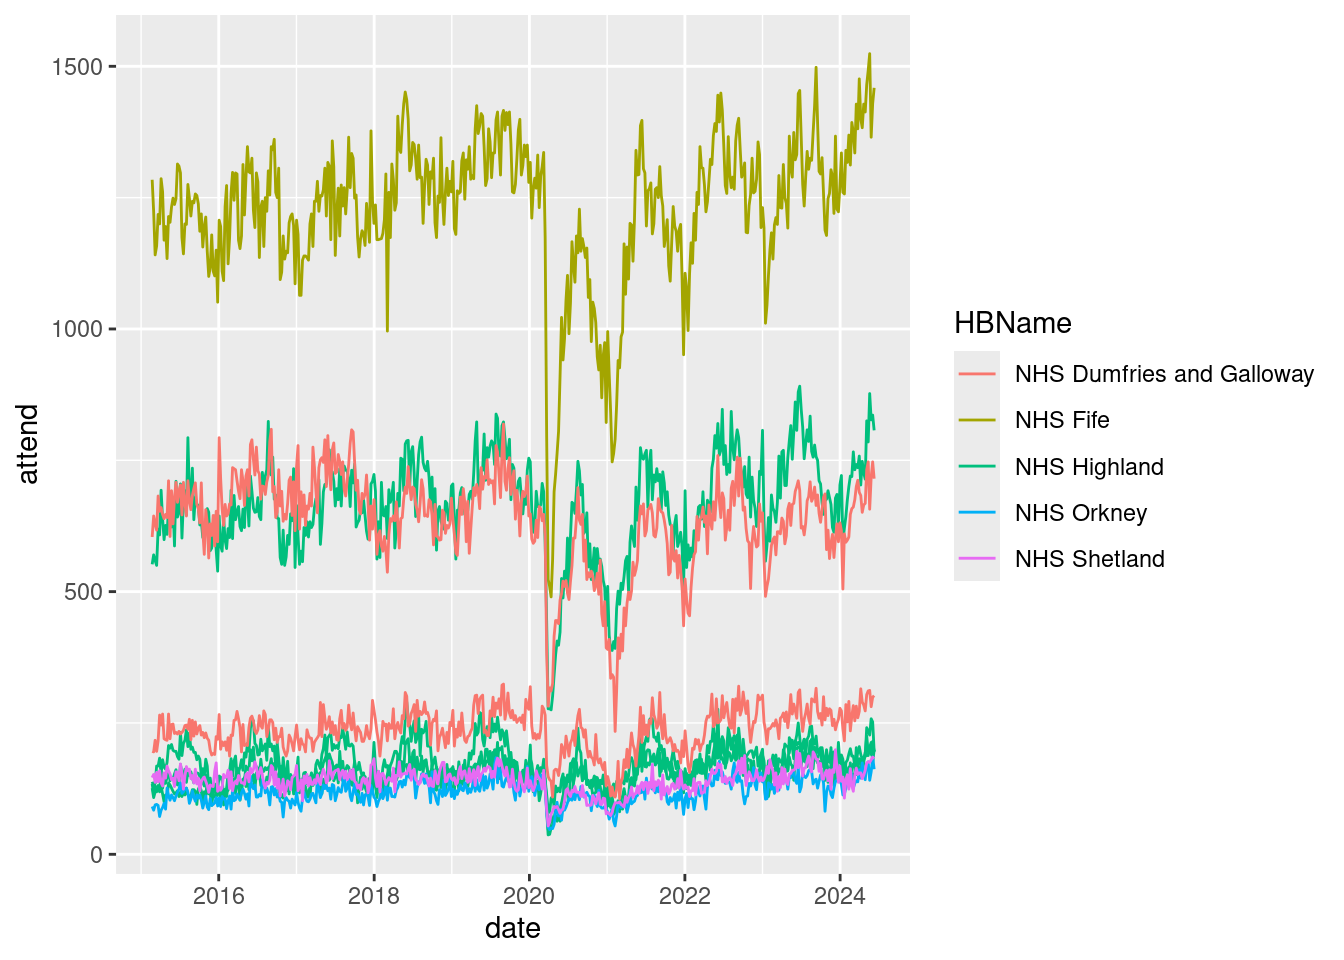 1500
1000
500
0
attend
2016
2018
2020
2022
2024
date
HBName
NHS Dumfries and Galloway
NHS Fife
NHS Highland
NHS Orkney
NHS Shetland